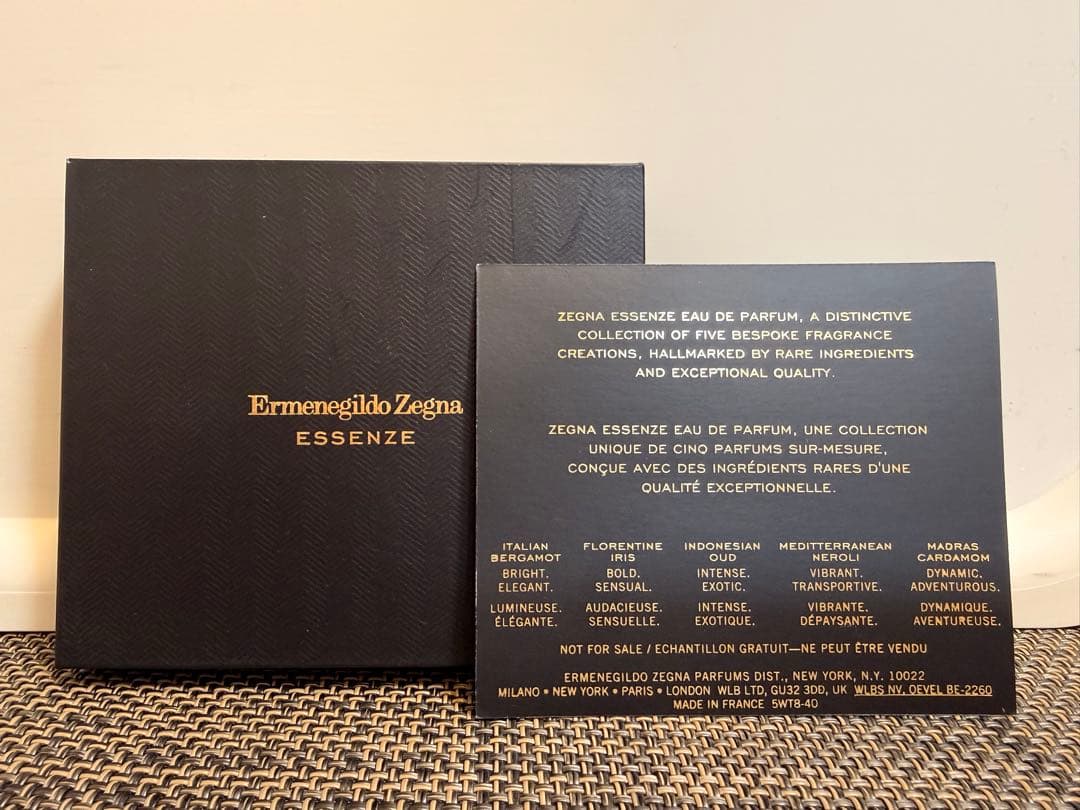 Ermenegildo Zegna
ESSENZE
ZEGNA ESSENZE EAU DE PARFUM, A DISTINCTIVE
COLLECTION OF FIVE BESPOKE FRAGRANCE
CREATIONS, HALLMARKED BY RARE INGREDIENTS
AND EXCEPTIONAL QUALITY.
ZEGNA ESSENZE EAU DE PARFUM, UNE COLLECTION
UNIQUE DE CINQ PARFUMS SUR-MESURE,
CONÇUE AVEC DES INGRÉDIENTS RARES D'UNE
QUALITÉ EXCEPTIONNELLE.
ITALIAN
BERGAMOT
BRIGHT.
ELEGANT.
LUMINEUSE.
ÉLÉGANTE.
FLORENTINE
IRIS
BOLD.
SENSUAL.
AUDACIEUSE.
SENSUELLE.
INDONESIAN
OUD
INTENSE.
EXOTIC.
INTENSE.
EXOTIQUE.
MEDITTERRANEAN
NEROLI
VIBRANT.
TRANSPORTIVE.
VIBRANTE.
DÉPAYSANTE.
MADRAS
CARDAMOM
DYNAMIC.
ADVENTUROUS.
DYNAMIQUE.
AVENTUREUSE.
NOT FOR SALE / ECHANTILLON GRATUIT—NE PEUT ÊTRE VENDU
ERMENEGILDO ZEGNA PARFUMS DIST., NEW YORK, N.Y. 10022
MILANO • NEW YORK • PARIS • LONDON WLB LTD, GU32 3DD, UK WLBS NV, OEVEL BE-2260
MADE IN FRANCE 5WT8-40